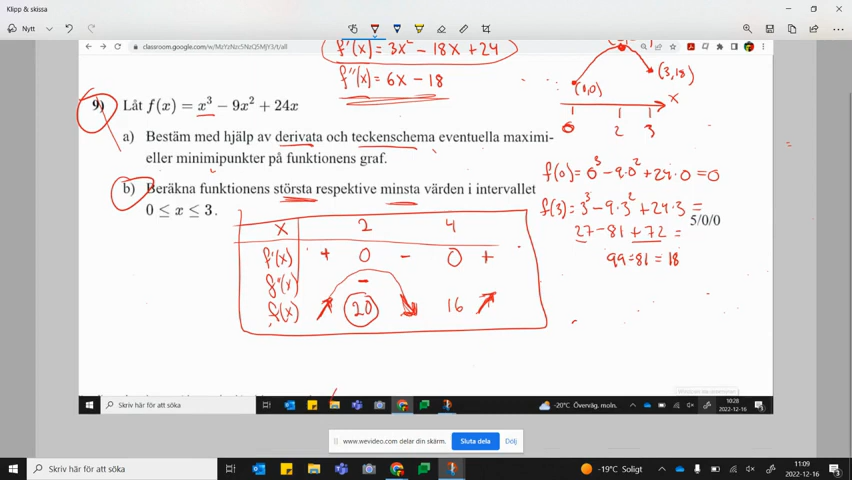 Klipp & skissa
Nytt
classroom.google.com/w/MzYzNzc5NzQ5MjY3/t/all
f'(x) = 3x² - 18x + 24
f''(x) = 6x - 18
(0,0)
(3,18)
x
0 2 3
9) Låt f(x) = x³ − 9x² + 24x
a) Bestäm med hjälp av derivata och teckenschema eventuella maximi-
eller minimipunkter på funktionens graf.
b) Beräkna funktionens största respektive minsta värden i intervallet
0 ≤ x ≤ 3.
f(0) = 0³ - 9·0² + 24·0 = 0
f(3) = 3³ - 9·3² + 24·3 =
5/0/0
27 - 81 + 72 =
99 - 81 = 18
x 2 4
f'(x) + 0 - 0 +
f''(x) -
f(x) ↗ 20 ↘ 16 ↗
Skriv här för att söka
-20°C Överväg. moln.
10:28
2022-12-16
www.wevideo.com delar din skärm.
Sluta dela
Dölj
Skriv här för att söka
-19°C Soligt
11:09
2022-12-16